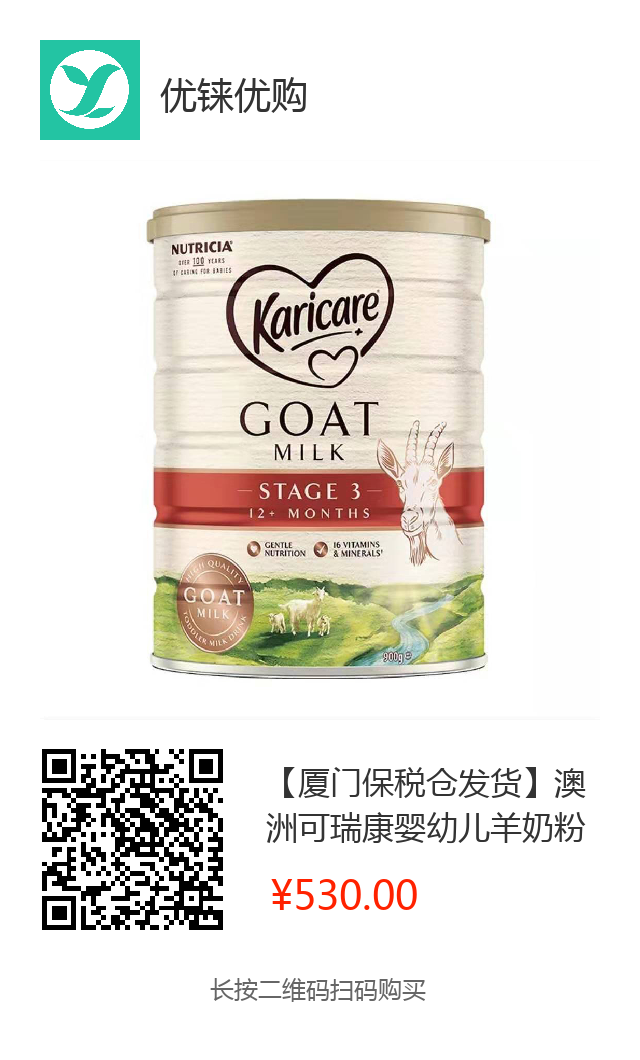 优铼优购
NUTRICIA
OVER 100 YEARS
OF CARING FOR BABIES
Karicare+
GOAT
MILK
STAGE 3
12+ MONTHS
GENTLE
NUTRITION
16 VITAMINS
& MINERALS†
HIGH QUALITY
GOAT
MILK
TODDLER MILK DRINK
900g ℮
【厦门保税仓发货】澳
洲可瑞康婴幼儿羊奶粉
¥530.00
长按二维码扫码购买